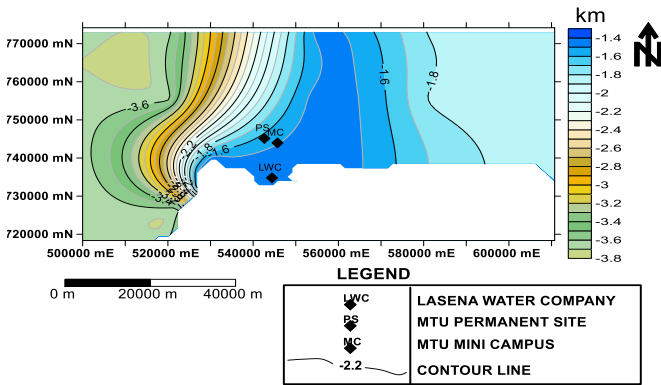 km
770000 mN
760000 mN
750000 mN
740000 mN
730000 mN
720000 mN
500000 mE
520000 mE
540000 mE
560000 mE
580000 mE
600000 mE
-3.6
-2.2
-1.8
-1.6
-1.6
-1.8
PS
MC
LWC
-1.4
-1.6
-1.8
-2
-2.2
-2.4
-2.6
-2.8
-3
-3.2
-3.4
-3.6
-3.8
N
0 m
20000 m
40000 m
LEGEND
LWC LASENA WATER COMPANY
PS MTU PERMANENT SITE
MC MTU MINI CAMPUS
-2.2 CONTOUR LINE